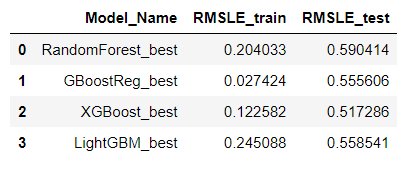 Model_Name RMSLE_train RMSLE_test
0 RandomForest_best 0.204033 0.590414
1 GBoostReg_best 0.027424 0.555606
2 XGBoost_best 0.122582 0.517286
3 LightGBM_best 0.245088 0.558541